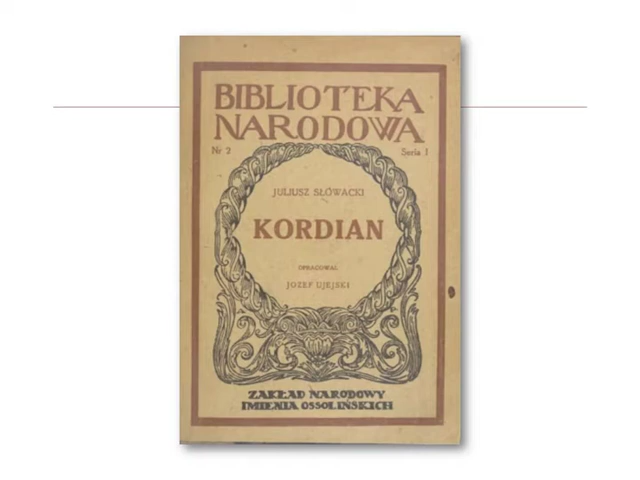 BIBLIOTEKA
NARODOWA
Nr 2 Seria I
JULIUSZ SŁOWACKI
KORDIAN
OPRACOWAŁ
JÓZEF UJEJSKI
ZAKŁAD NARODOWY
IMIENIA OSSOLIŃSKICH